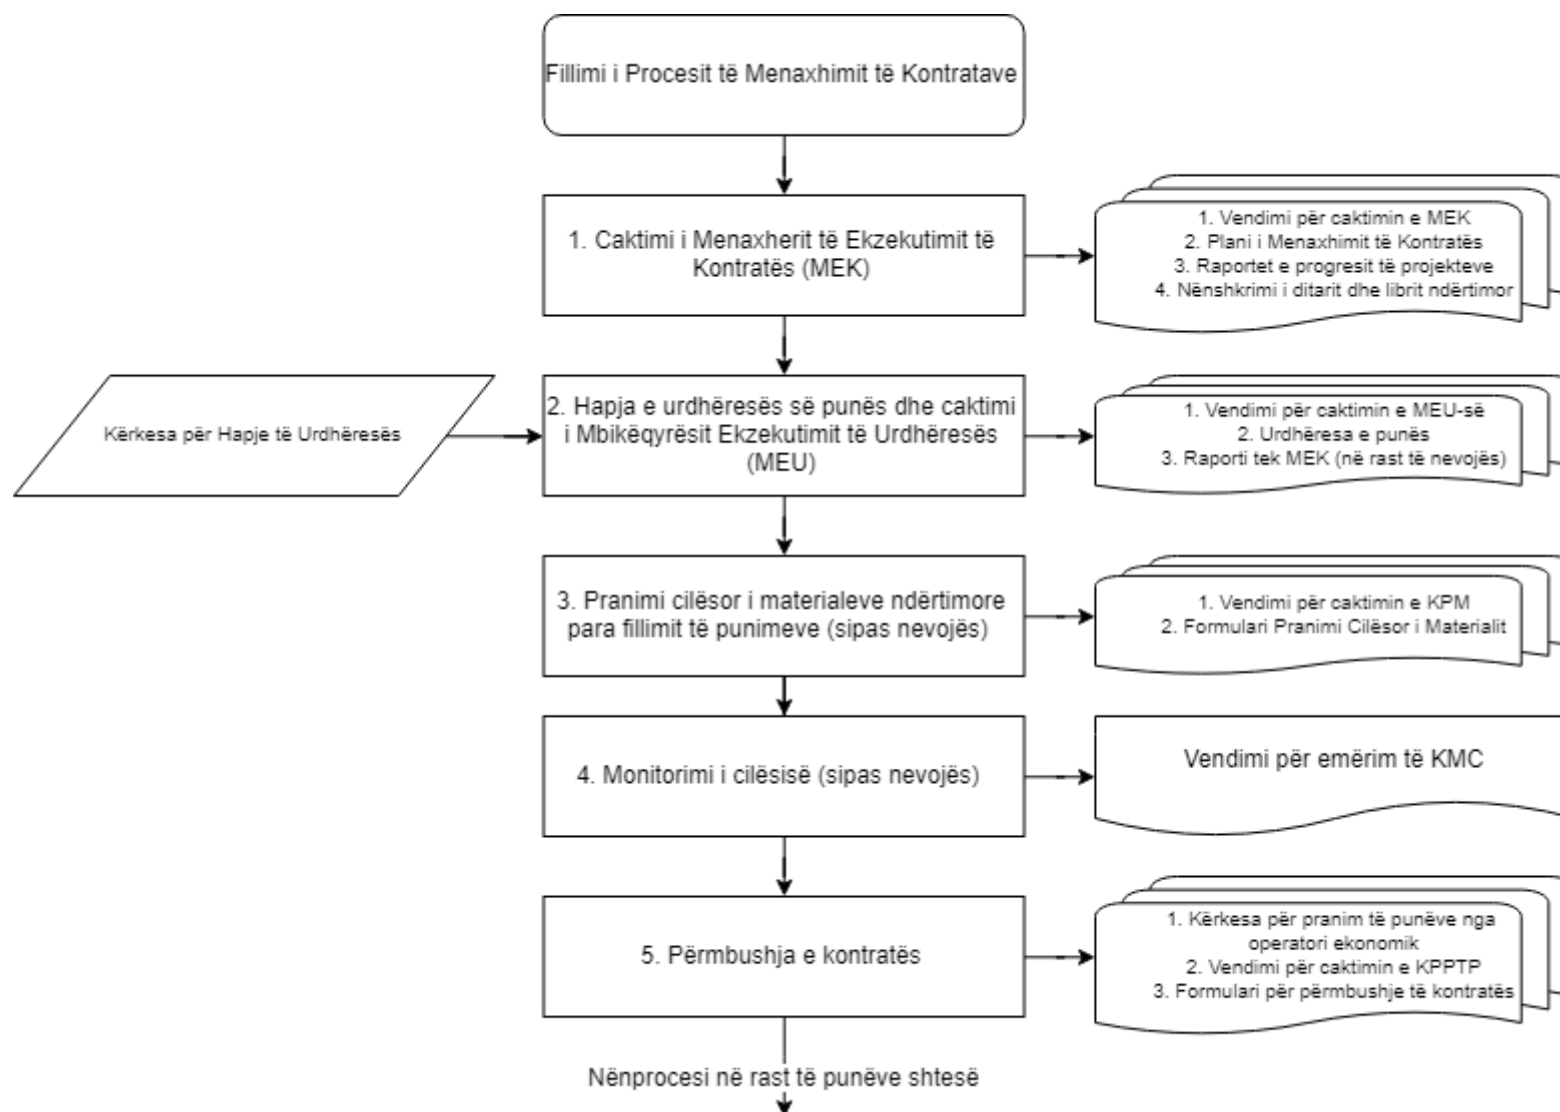 Fillimi i Procesit të Menaxhimit të Kontratave
1. Caktimi i Menaxherit të Ekzekutimit të
Kontratës (MEK)
1. Vendimi për caktimin e MEK
2. Plani i Menaxhimit të Kontratës
3. Raportet e progresit të projekteve
4. Nënshkrimi i ditarit dhe librit ndërtimor
Kërkesa për Hapje të Urdhëresës
2. Hapja e urdhëresës së punës dhe caktimi
i Mbikëqyrësit Ekzekutimit të Urdhëresës
(MEU)
1. Vendimi për caktimin e MEU-së
2. Urdhëresa e punës
3. Raporti tek MEK (në rast të nevojës)
3. Pranimi cilësor i materialeve ndërtimore
para fillimit të punimeve (sipas nevojës)
1. Vendimi për caktimin e KPM
2. Formulari Pranimi Cilësor i Materialit
4. Monitorimi i cilësisë (sipas nevojës)
Vendimi për emërim të KMC
5. Përmbushja e kontratës
1. Kërkesa për pranim të punëve nga
operatori ekonomik
2. Vendimi për caktimin e KPPTP
3. Formulari për përmbushje të kontratës
Nënprocesi në rast të punëve shtesë